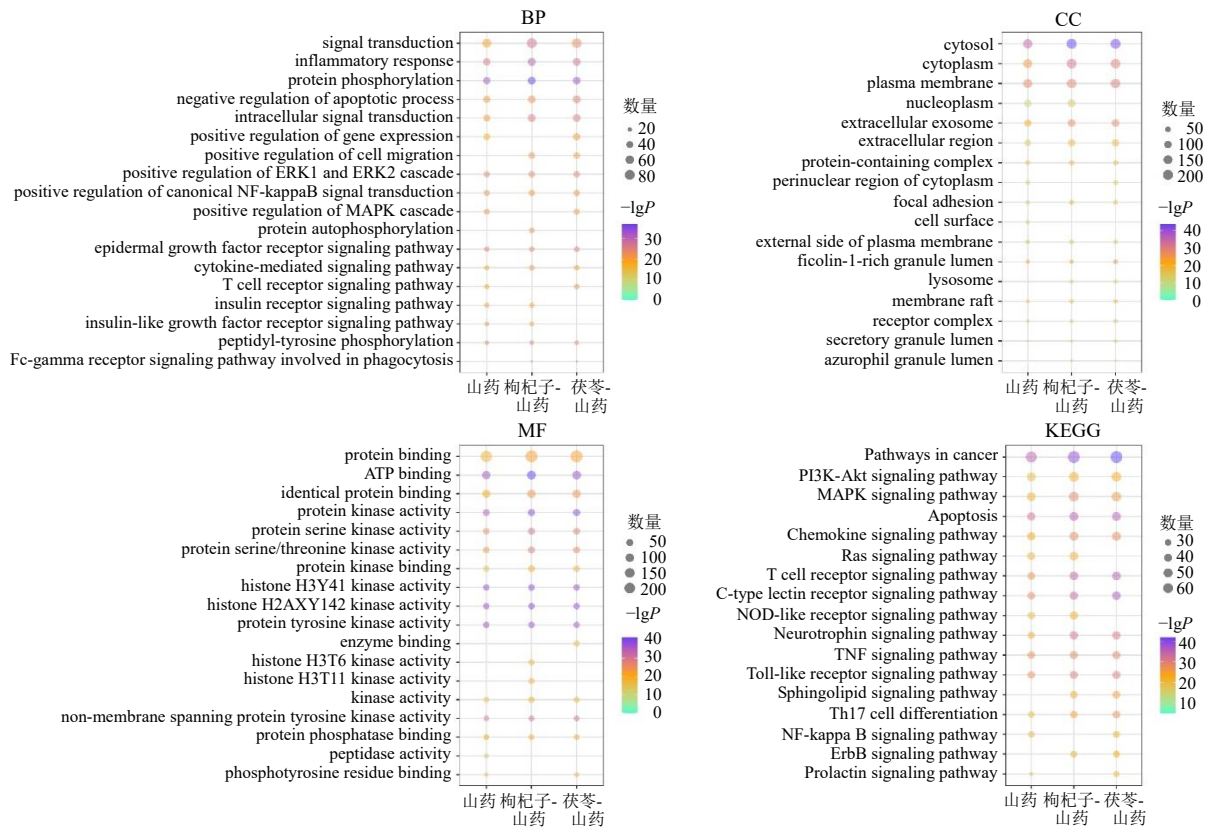 BP
signal transduction
inflammatory response
protein phosphorylation
negative regulation of apoptotic process
intracellular signal transduction
positive regulation of gene expression
positive regulation of cell migration
positive regulation of ERK1 and ERK2 cascade
positive regulation of canonical NF-kappaB signal transduction
positive regulation of MAPK cascade
protein autophosphorylation
epidermal growth factor receptor signaling pathway
cytokine-mediated signaling pathway
T cell receptor signaling pathway
insulin receptor signaling pathway
insulin-like growth factor receptor signaling pathway
peptidyl-tyrosine phosphorylation
Fc-gamma receptor signaling pathway involved in phagocytosis
山药 枸杞子- 茯苓-
山药 山药
数量
20
40
60
80
−lgP
30
20
10
0
CC
cytosol
cytoplasm
plasma membrane
nucleoplasm
extracellular exosome
extracellular region
protein-containing complex
perinuclear region of cytoplasm
focal adhesion
cell surface
external side of plasma membrane
ficolin-1-rich granule lumen
lysosome
membrane raft
receptor complex
secretory granule lumen
azurophil granule lumen
山药 枸杞子- 茯苓-
山药 山药
数量
50
100
150
200
−lgP
40
30
20
10
0
MF
protein binding
ATP binding
identical protein binding
protein kinase activity
protein serine kinase activity
protein serine/threonine kinase activity
protein kinase binding
histone H3Y41 kinase activity
histone H2AXY142 kinase activity
protein tyrosine kinase activity
enzyme binding
histone H3T6 kinase activity
histone H3T11 kinase activity
kinase activity
non-membrane spanning protein tyrosine kinase activity
protein phosphatase binding
peptidase activity
phosphotyrosine residue binding
山药 枸杞子- 茯苓-
山药 山药
数量
50
100
150
200
−lgP
40
30
20
10
0
KEGG
Pathways in cancer
PI3K-Akt signaling pathway
MAPK signaling pathway
Apoptosis
Chemokine signaling pathway
Ras signaling pathway
T cell receptor signaling pathway
C-type lectin receptor signaling pathway
NOD-like receptor signaling pathway
Neurotrophin signaling pathway
TNF signaling pathway
Toll-like receptor signaling pathway
Sphingolipid signaling pathway
Th17 cell differentiation
NF-kappa B signaling pathway
ErbB signaling pathway
Prolactin signaling pathway
山药 枸杞子- 茯苓-
山药 山药
数量
30
40
50
60
−lgP
40
30
20
10